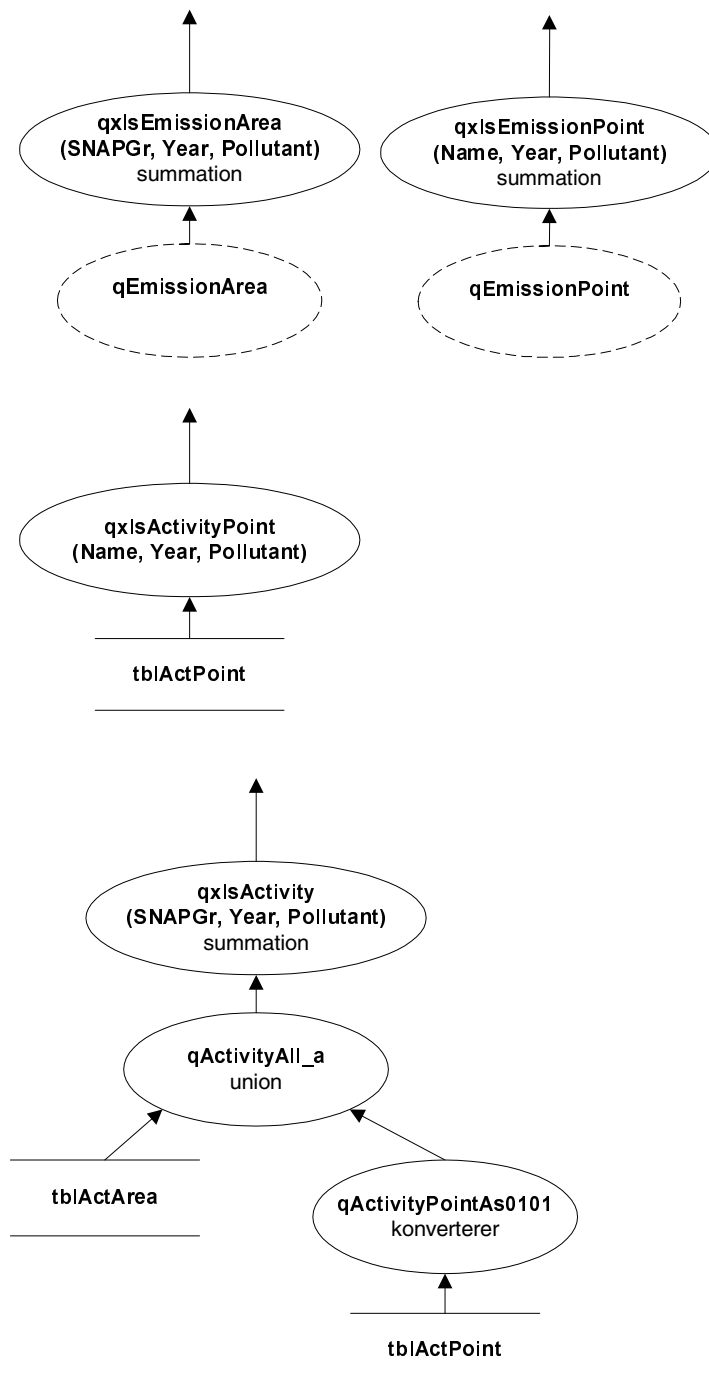 qxlsEmissionArea
(SNAPGr, Year, Pollutant)
summation
qEmissionArea
qxlsEmissionPoint
(Name, Year, Pollutant)
summation
qEmissionPoint
qxlsActivityPoint
(Name, Year, Pollutant)
tblActPoint
qxlsActivity
(SNAPGr, Year, Pollutant)
summation
qActivityAll_a
union
tblActArea
qActivityPointAs0101
konverterer
tblActPoint